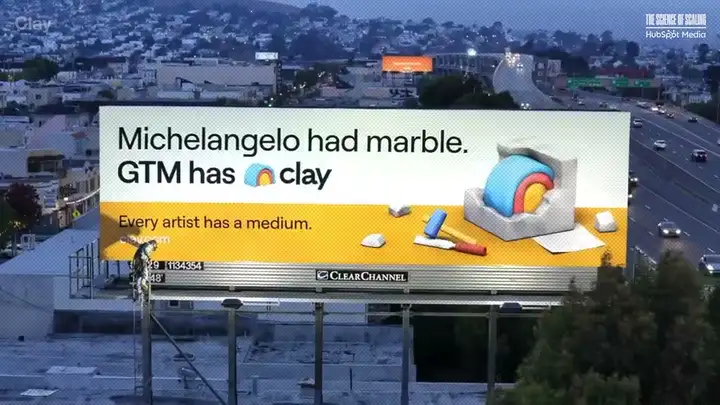 Clay
THE SCIENCE OF SCALING
HubSpot Media
Michelangelo had marble.
GTM has clay
Every artist has a medium.
1134354
48'
CLEARCHANNEL